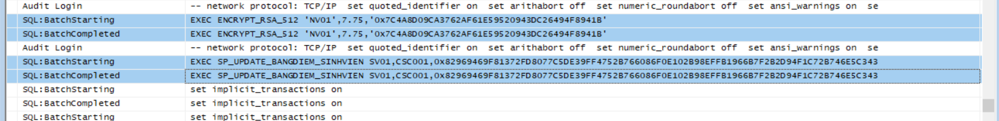 Audit Login -- network protocol: TCP/IP set quoted_identifier on set arithabort off set numeric_roundabort off set ansi_warnings on se
SQL:BatchStarting EXEC ENCRYPT_RSA_512 'NV01',7.75,'0x7C4A8D09CA3762AF61E59520943DC26494F8941B'
SQL:BatchCompleted EXEC ENCRYPT_RSA_512 'NV01',7.75,'0x7C4A8D09CA3762AF61E59520943DC26494F8941B'
Audit Login -- network protocol: TCP/IP set quoted_identifier on set arithabort off set numeric_roundabort off set ansi_warnings on se
SQL:BatchStarting EXEC SP_UPDATE_BANGDIEM_SINHVIEN SV01,CSC001,0x82969469F81372FD8077C5DE39FF4752B766086F0E102B98EFFB1966B7F2B2D94F1C72B746E5C343
SQL:BatchCompleted EXEC SP_UPDATE_BANGDIEM_SINHVIEN SV01,CSC001,0x82969469F81372FD8077C5DE39FF4752B766086F0E102B98EFFB1966B7F2B2D94F1C72B746E5C343
SQL:BatchStarting set implicit_transactions on
SQL:BatchCompleted set implicit_transactions on
SQL:BatchStarting set implicit_transactions on